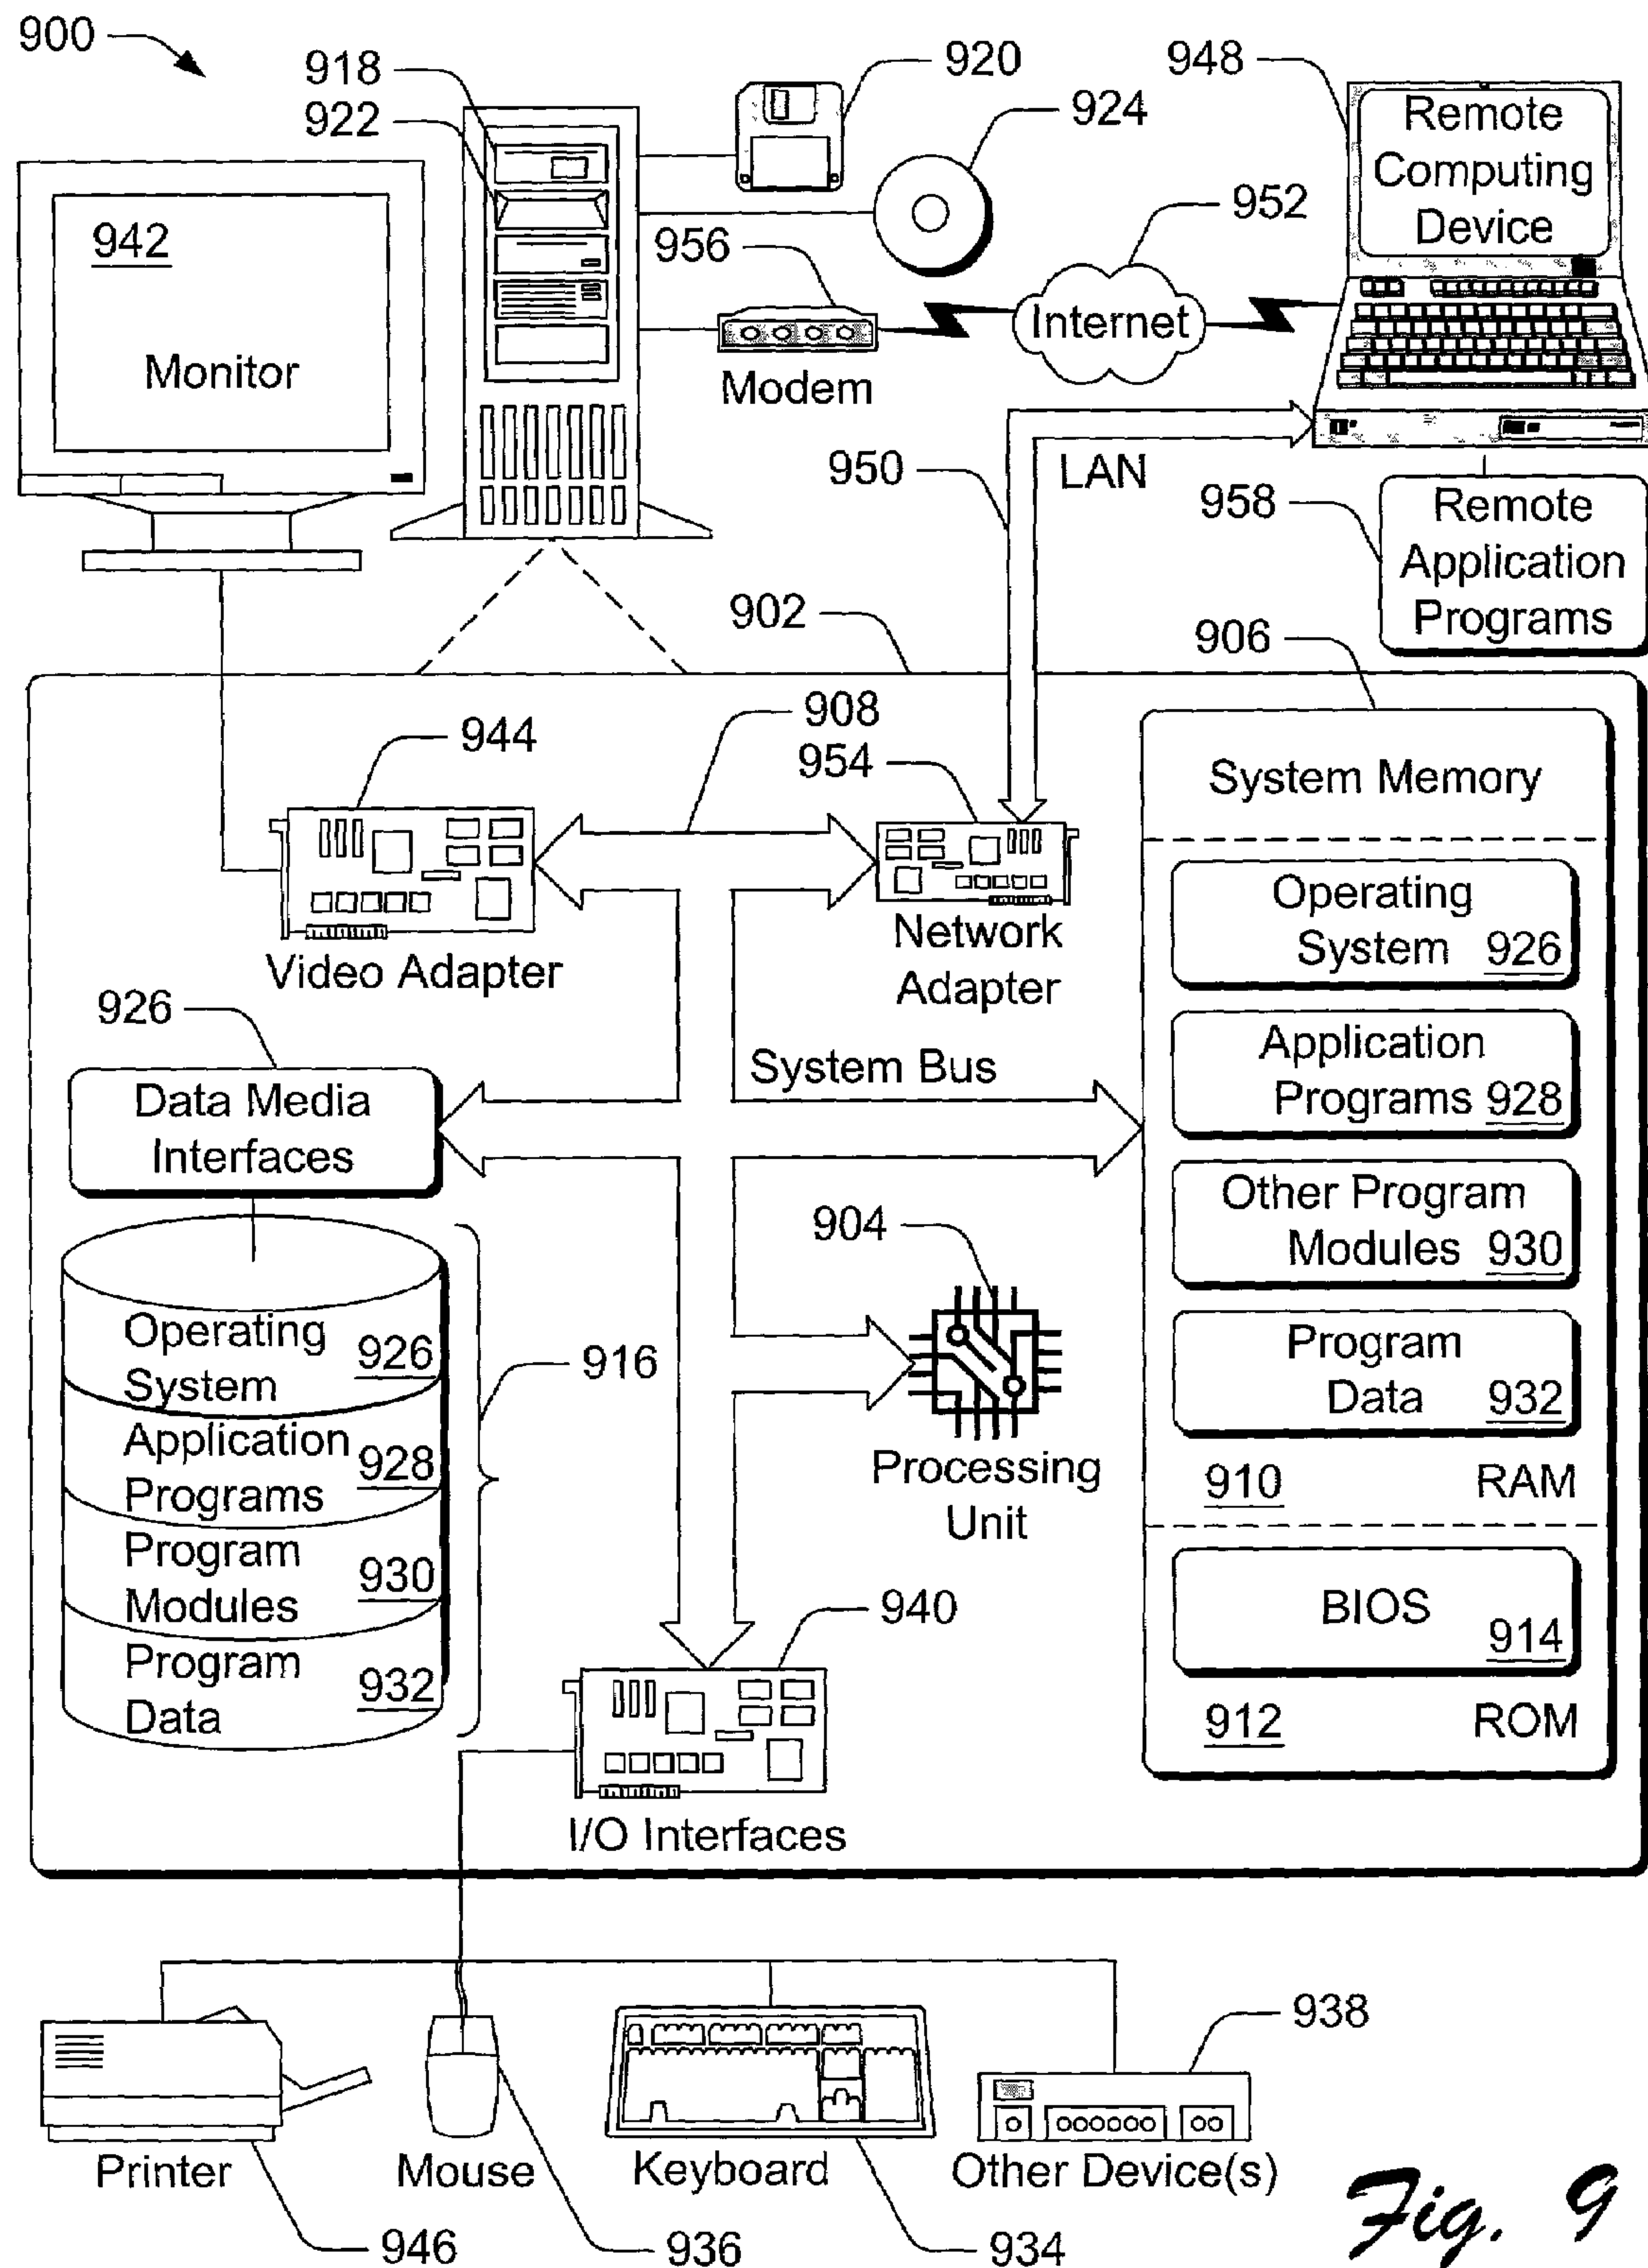 900
918
922
920
924
948
Remote
Computing
Device
942
Monitor
956
Modem
952
Internet
950
LAN
958
Remote
Application
Programs
902
906
908
944
954
Video Adapter
Network
Adapter
System Memory
Operating
System 926
Application
Programs 928
Other Program
Modules 930
Program
Data 932
910 RAM
BIOS
914
912 ROM
926
Data Media
Interfaces
System Bus
904
Processing
Unit
Operating
System 926
Application
Programs 928
Program
Modules 930
Program
Data 932
916
940
I/O Interfaces
938
Printer
Mouse
Keyboard
Other Device(s)
946
936
934
Fig. 9